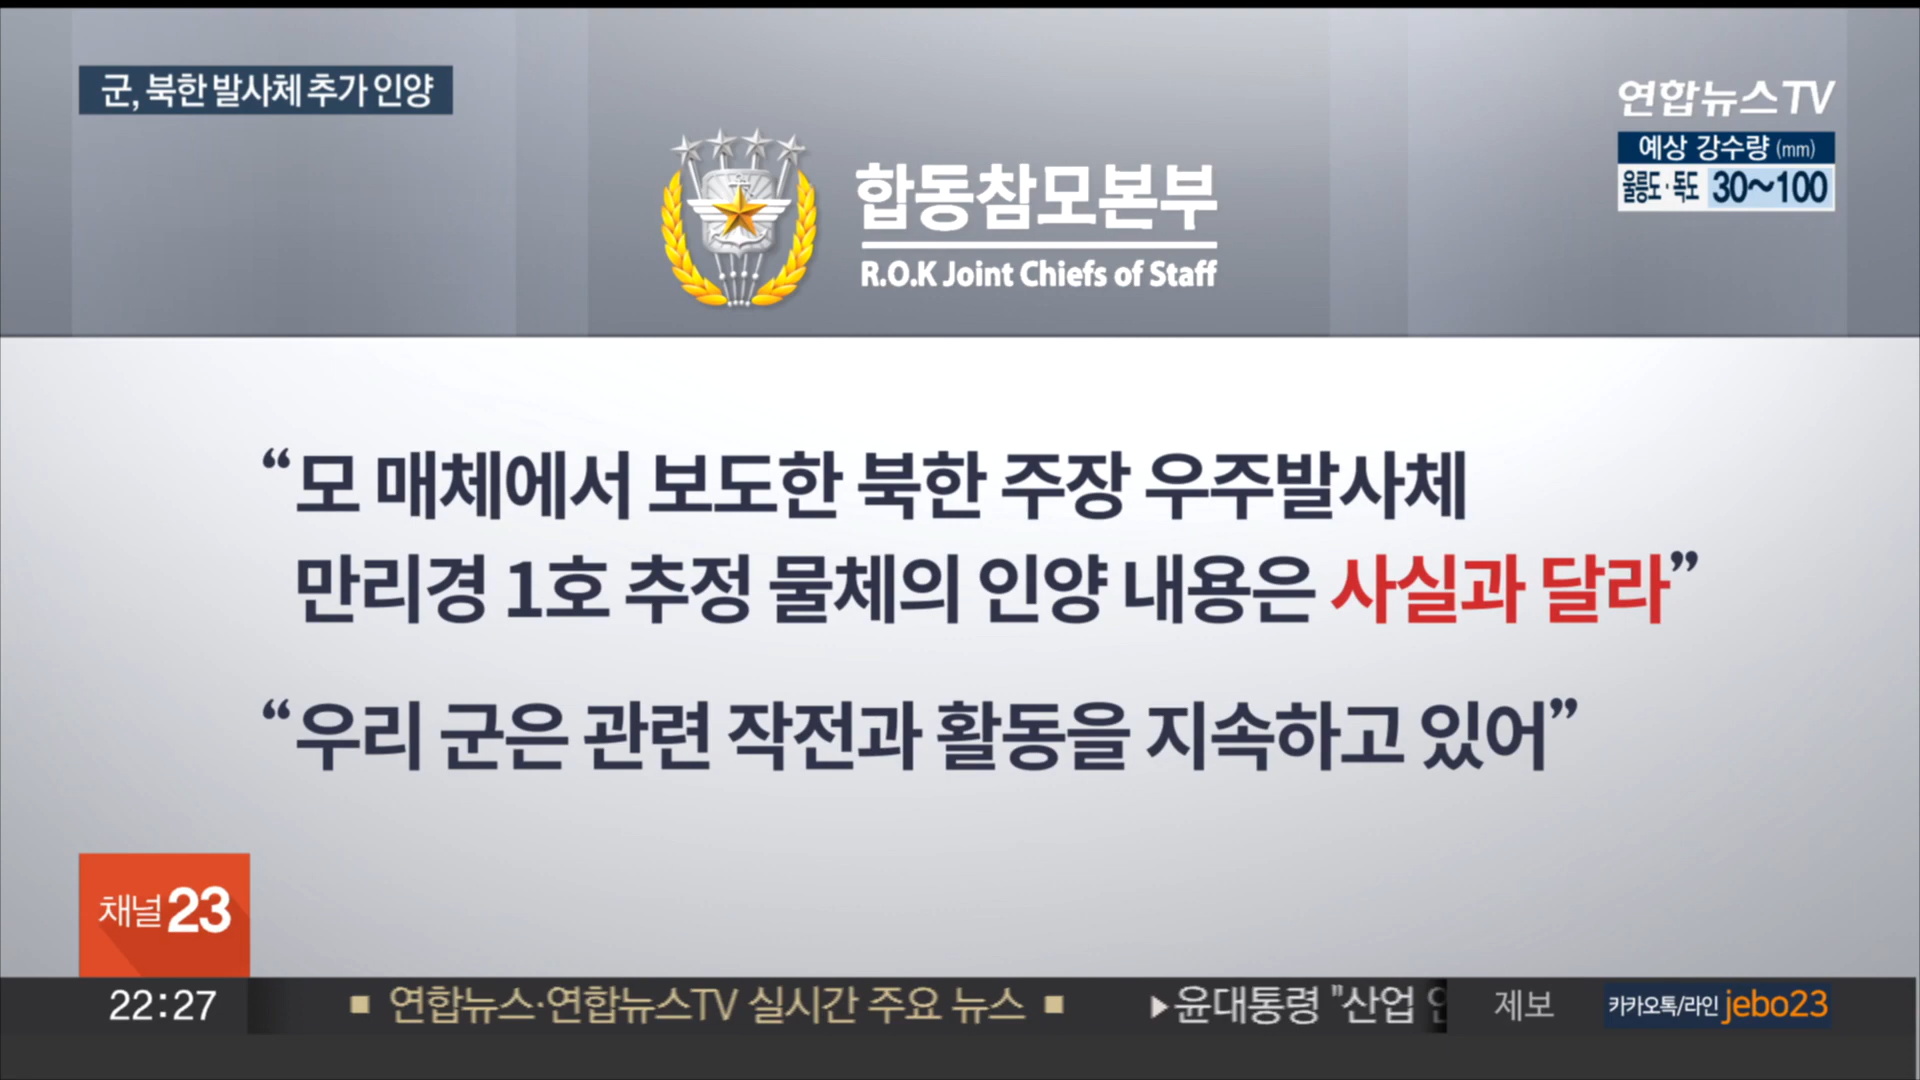 군, 북한 발사체 추가 인양
연합뉴스TV
예상 강수량 (mm)
울릉도·독도 30~100
합동참모본부
R.O.K Joint Chiefs of Staff
“모 매체에서 보도한 북한 주장 우주발사체
만리경 1호 추정 물체의 인양 내용은 사실과 달라”
“우리 군은 관련 작전과 활동을 지속하고 있어”
채널23
22:27 ■ 연합뉴스·연합뉴스TV 실시간 주요 뉴스 ■ ▶윤대통령 "산업 제보 카카오톡/라인 jebo23